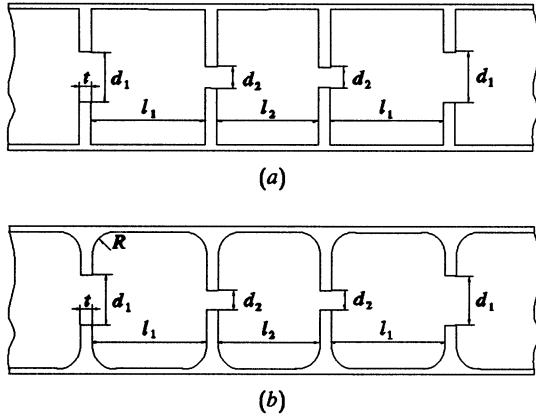 t d₁ d₂ d₂ d₁
l₁ l₂ l₁
(a)
R
t d₁ d₂ d₂ d₁
l₁ l₂ l₁
(b)